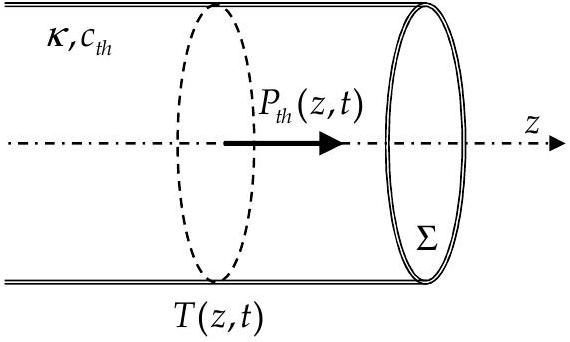 κ, c_th
P_th(z,t)
z
Σ
T(z,t)